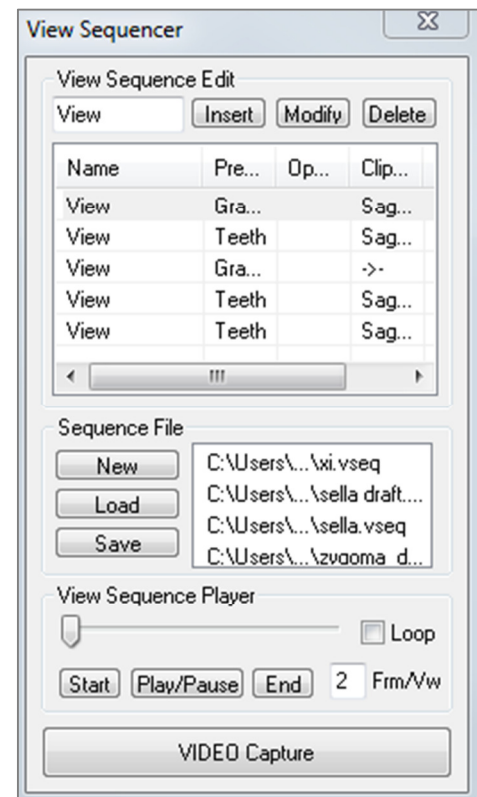 View Sequencer
View Sequence Edit
View Insert Modify Delete
Name Pre... Op... Clip...
View Gra... Sag...
View Teeth Sag...
View Gra... ->-
View Teeth Sag...
View Teeth Sag...
Sequence File
New
Load
Save
C:\Users\...\xi.vseq
C:\Users\...\sella draft....
C:\Users\...\sella.vseq
C:\Users\...\zygoma_d...
View Sequence Player
Loop
Start Play/Pause End 2 Frm/Vw
VIDEO Capture